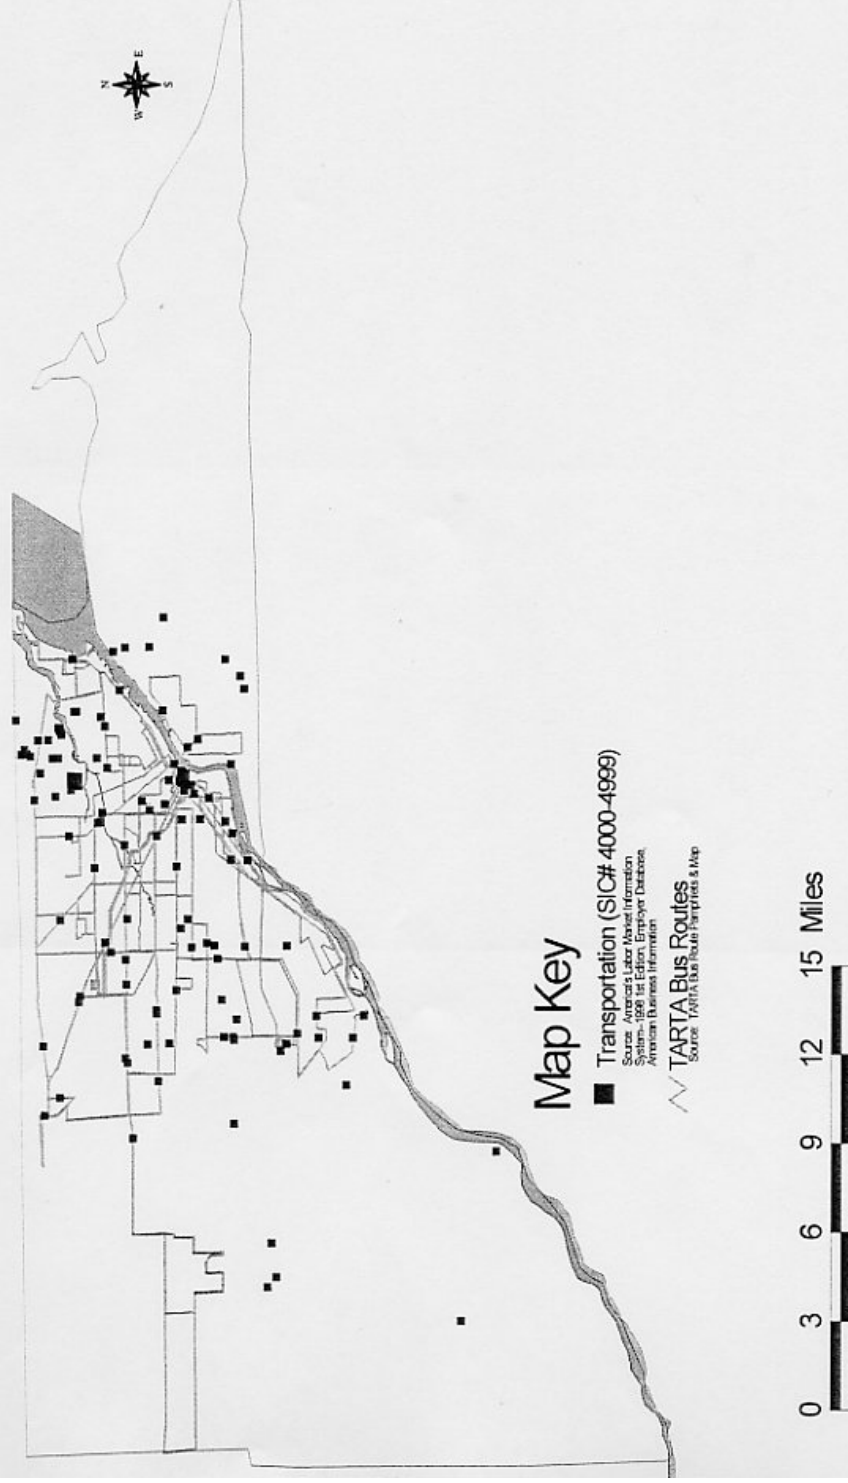 N
E
S
W
Map Key
Transportation (SIC# 4000-4999)
Source: America's Labor Market Information
System--1998 1st Edition, Employer Database,
American Business Information
TARTA Bus Routes
Source: TARTA Bus Route Pamphlets & Map
0 3 6 9 12 15 Miles